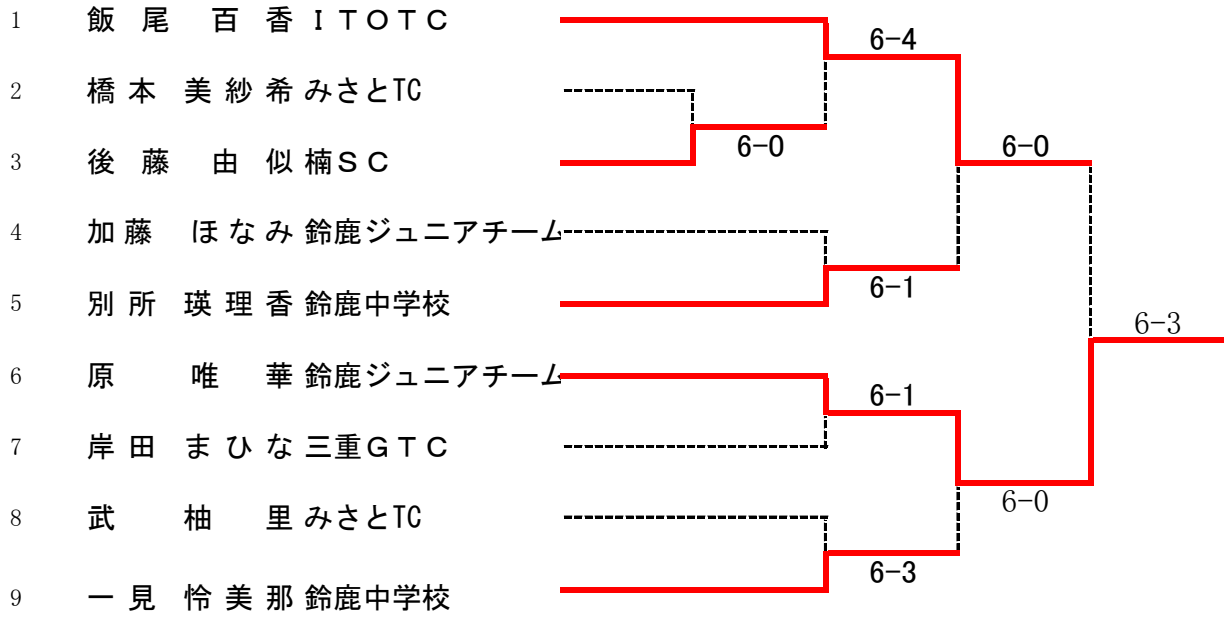 1 飯尾 百香 ITOTC
6-4
2 橋本 美紗希 みさとTC
6-0
6-0
3 後藤 由似 楠SC
4 加藤 ほなみ 鈴鹿ジュニアチーム
6-1
5 別所 瑛理香 鈴鹿中学校
6-3
6 原 唯華 鈴鹿ジュニアチーム
6-1
7 岸田 まひな 三重GTC
6-0
8 武 柚里 みさとTC
6-3
9 一見 怜美那 鈴鹿中学校